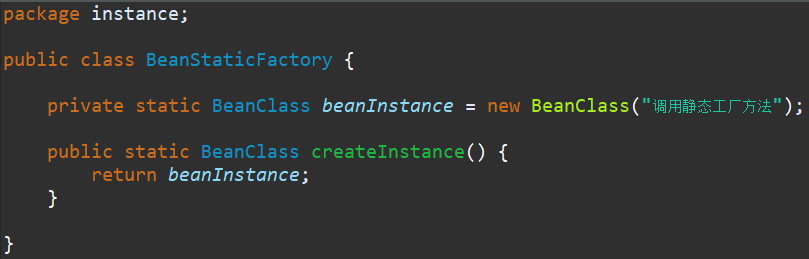 package instance;
public class BeanStaticFactory {
private static BeanClass beanInstance = new BeanClass("调用静态工厂方法");
public static BeanClass createInstance() {
return beanInstance;
}
}